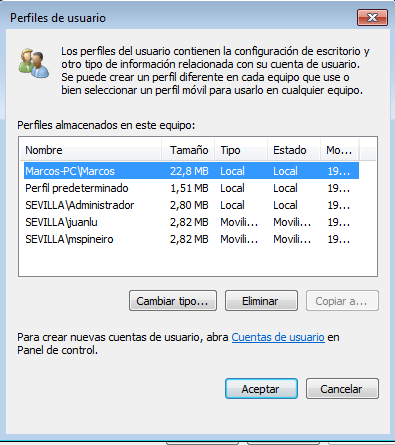 Perfiles de usuario
Los perfiles del usuario contienen la configuración de escritorio y
otro tipo de información relacionada con su cuenta de usuario.
Se puede crear un perfil diferente en cada equipo que use o
bien seleccionar un perfil móvil para usarlo en cualquier equipo.
Perfiles almacenados en este equipo:
Nombre Tamaño Tipo Estado Mo...
Marcos-PC\Marcos 22,8 MB Local Local 19...
Perfil predeterminado 1,51 MB Local Local 19...
SEVILLA\Administrador 2,80 MB Local Local 19...
SEVILLA\juanlu 2,82 MB Movili... Movili... 19...
SEVILLA\mspineiro 2,82 MB Movili... Movili... 19...
Cambiar tipo... Eliminar Copiar a...
Para crear nuevas cuentas de usuario, abra Cuentas de usuario en
Panel de control.
Aceptar Cancelar